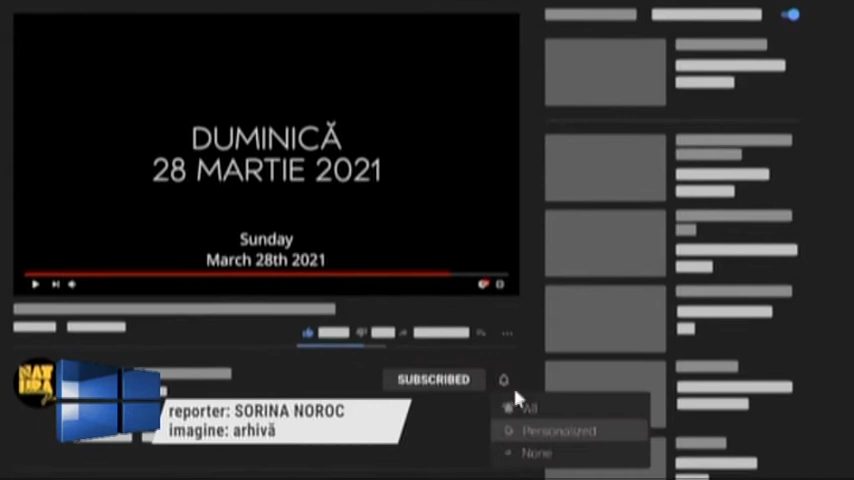 DUMINICĂ
28 MARTIE 2021
Sunday
March 28th 2021
SUBSCRIBED
All
Personalized
None
reporter: SORINA NOROC
imagine: arhivă